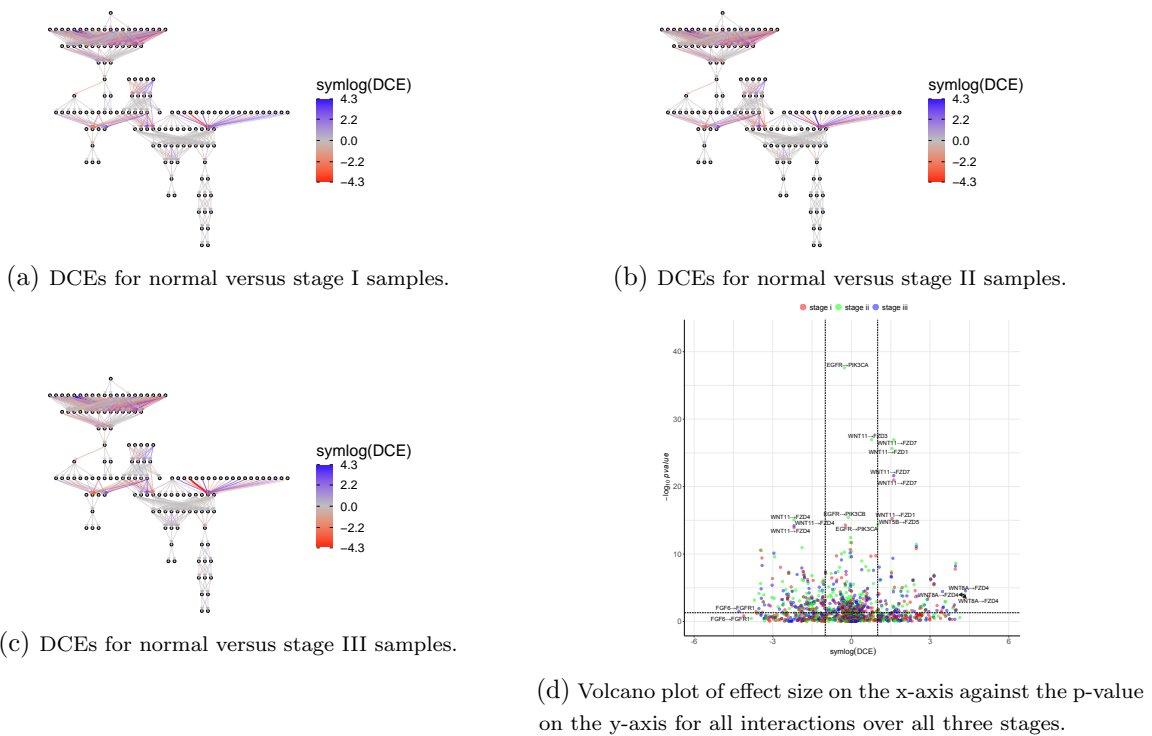 symlog(DCE)
4.3
2.2
0.0
−2.2
−4.3
(a) DCEs for normal versus stage I samples.
symlog(DCE)
4.3
2.2
0.0
−2.2
−4.3
(b) DCEs for normal versus stage II samples.
symlog(DCE)
4.3
2.2
0.0
−2.2
−4.3
(c) DCEs for normal versus stage III samples.
stage i stage ii stage iii
40
30
20
10
0
−log10 pvalue
EGFR→PIK3CA
WNT11→FZD3
WNT11→FZD7
WNT11→FZD1
WNT11→FZD7
WNT11→FZD7
WNT11→FZD4
WNT11→FZD4
WNT11→FZD4
EGFR→PIK3CB
EGFR→PIK3CA
WNT11→FZD1
WNT5B→FZD5
WNT8A→FZD4
WNT8A→FZD4
WNT8A→FZD4
FGF6→FGFR1
FGF6→FGFR1
-6 -3 0 3 6
symlog(DCE)
(d) Volcano plot of effect size on the x-axis against the p-value
on the y-axis for all interactions over all three stages.